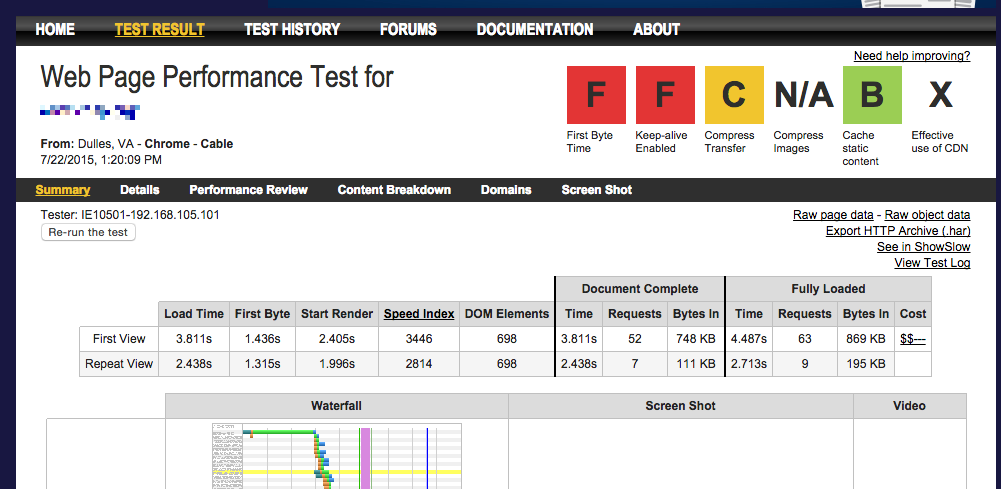 HOME TEST RESULT TEST HISTORY FORUMS DOCUMENTATION ABOUT
Need help improving?
Web Page Performance Test for
From: Dulles, VA - Chrome - Cable
7/22/2015, 1:20:09 PM
F F C N/A B X
First Byte Time
Keep-alive Enabled
Compress Transfer
Compress Images
Cache static content
Effective use of CDN
Summary Details Performance Review Content Breakdown Domains Screen Shot
Tester: IE10501-192.168.105.101
Re-run the test
Raw page data - Raw object data
Export HTTP Archive (.har)
See in ShowSlow
View Test Log
Document Complete Fully Loaded
Load Time First Byte Start Render Speed Index DOM Elements Time Requests Bytes In Time Requests Bytes In Cost
First View 3.811s 1.436s 2.405s 3446 698 3.811s 52 748 KB 4.487s 63 869 KB $$---
Repeat View 2.438s 1.315s 1.996s 2814 698 2.438s 7 111 KB 2.713s 9 195 KB
Waterfall Screen Shot Video